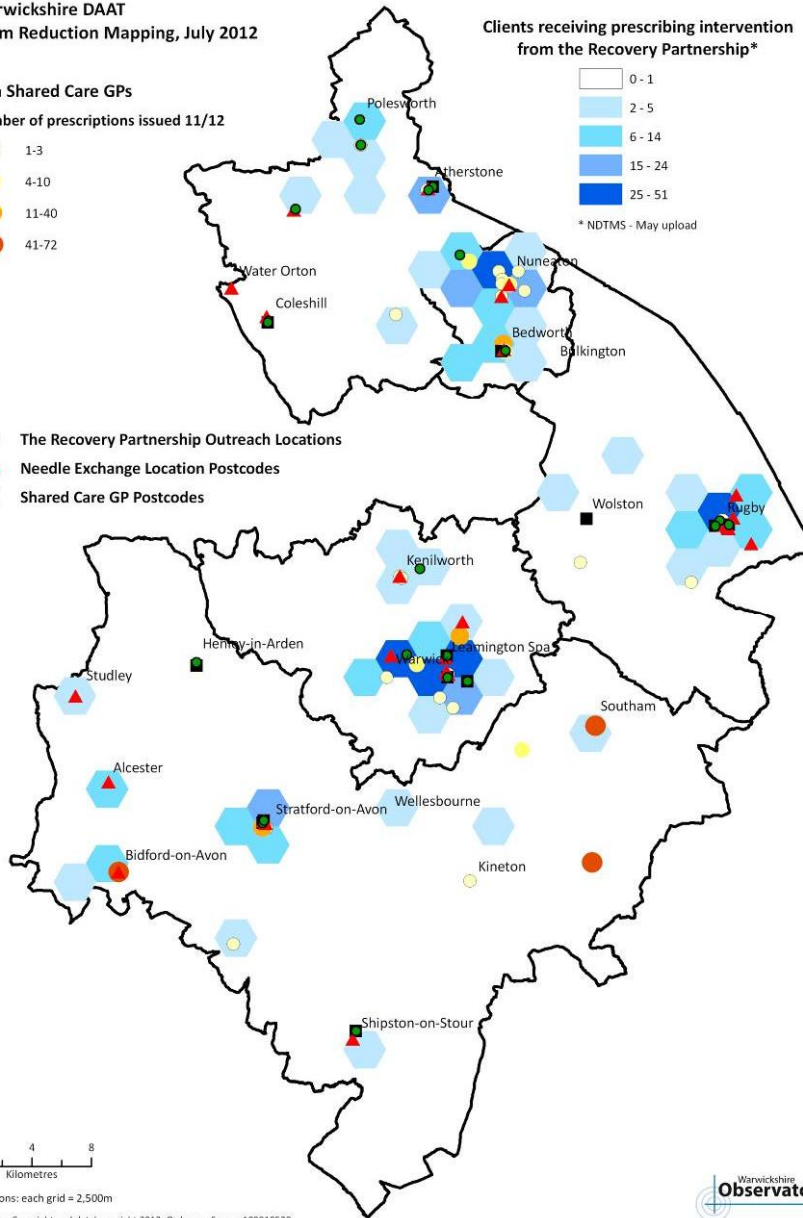 rwickshire DAAT
m Reduction Mapping, July 2012
Shared Care GPs
mber of prescriptions issued 11/12
1-3
4-10
11-40
41-72
Clients receiving prescribing intervention
from the Recovery Partnership*
0 - 1
2 - 5
6 - 14
15 - 24
25 - 51
* NDTMS - May upload
Polesworth
Atherstone
Water Orton
Nuneaton
Coleshill
Bedworth
Bulkington
The Recovery Partnership Outreach Locations
Needle Exchange Location Postcodes
Shared Care GP Postcodes
Wolston
Rugby
Kenilworth
Henley-in-Arden
Leamington Spa
Warwick
Studley
Southam
Alcester
Wellesbourne
Stratford-on-Avon
Bidford-on-Avon
Kineton
Shipston-on-Stour
4 8
Kilometres
ons: each grid = 2,500m
Warwickshire
Observato